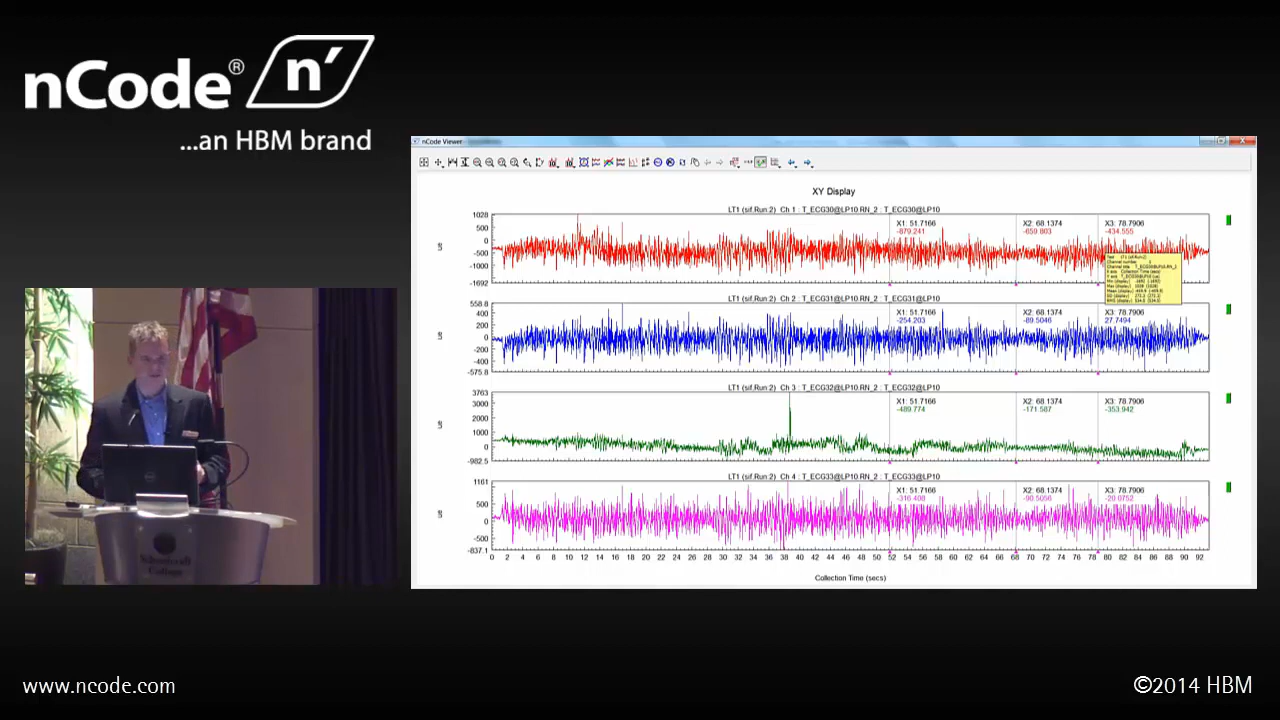 nCode®
n'
...an HBM brand
nCode Viewer
XY Display
LT1 (sif.Run:2) Ch 1 : T_ECG30@LP10.RN_2 : T_ECG30@LP10
1028
500
0
-500
-1000
-1692
uE
X1: 51.7166
-879.241
X2: 68.1374
-659.803
X3: 78.7906
-434.555
LT1 (sif.Run:2) Ch 2 : T_ECG31@LP10.RN_2 : T_ECG31@LP10
558.8
400
200
0
-200
-400
-575.8
uE
X1: 51.7166
-254.203
X2: 68.1374
-89.5046
X3: 78.7906
27.7494
LT1 (sif.Run:2) Ch 3 : T_ECG32@LP10.RN_2 : T_ECG32@LP10
3763
3000
2000
1000
0
-982.5
uE
X1: 51.7166
-489.774
X2: 68.1374
-171.587
X3: 78.7906
-353.942
LT1 (sif.Run:2) Ch 4 : T_ECG33@LP10.RN_2 : T_ECG33@LP10
1161
500
0
-500
-837.1
uE
X1: 51.7166
-316.408
X2: 68.1374
-90.5056
X3: 78.7906
-20.0752
0 2 4 6 8 10 12 14 16 18 20 22 24 26 28 30 32 34 36 38 40 42 44 46 48 50 52 54 56 58 60 62 64 66 68 70 72 74 76 78 80 82 84 86 88 90 92
Collection Time (secs)
Schoolcraft
College
www.ncode.com
©2014 HBM